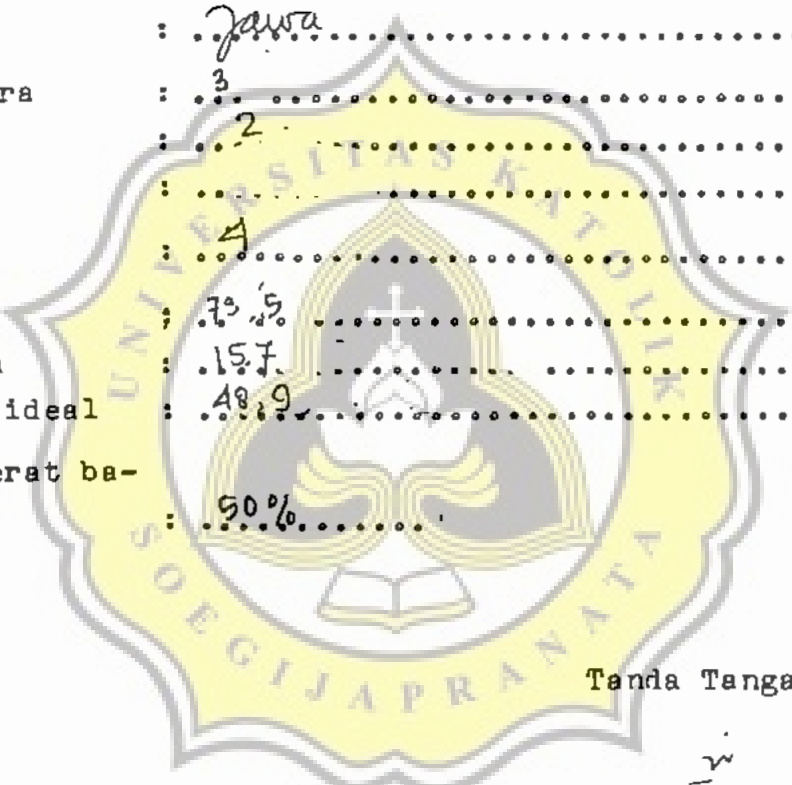 : Jawa
ra : 3
: 2
:
: 4
: 73,5
: 157
ideal : 48,9
erat ba-
: 50%
Tanda Tanga
UNIVERSITAS KATOLIK
SOEGIJAPRANATA